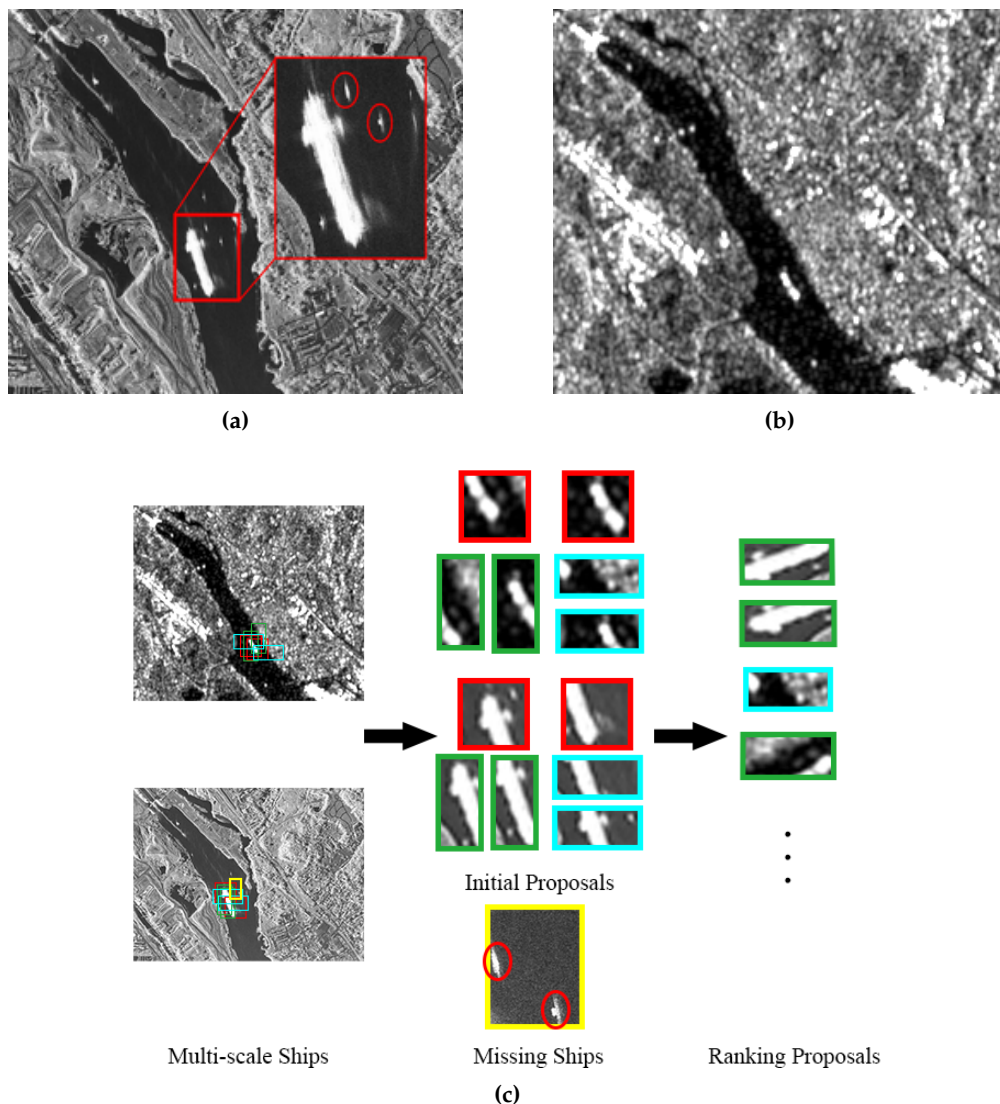 (a)
(b)
Initial Proposals
Multi-scale Ships
Missing Ships
Ranking Proposals
(c)